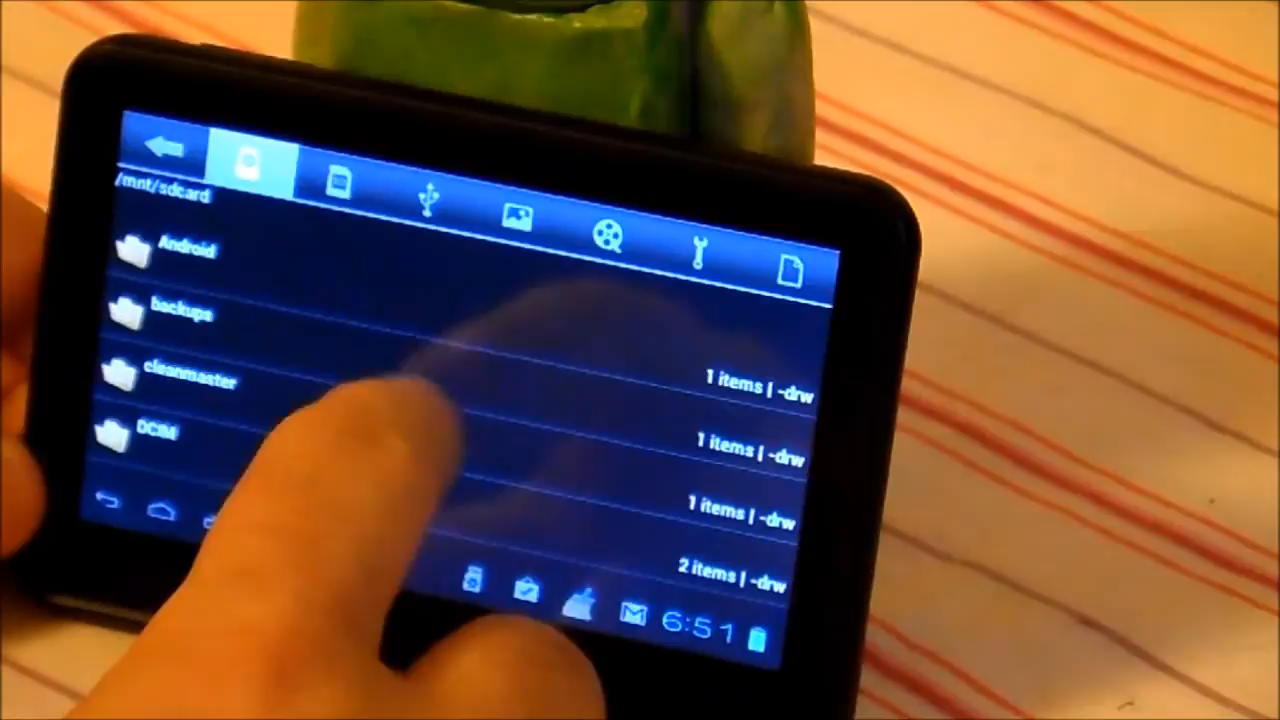 /mnt/sdcard
Android
1 items | -drw
backups
1 items | -drw
cleanmaster
1 items | -drw
DCIM
2 items | -drw
6:51